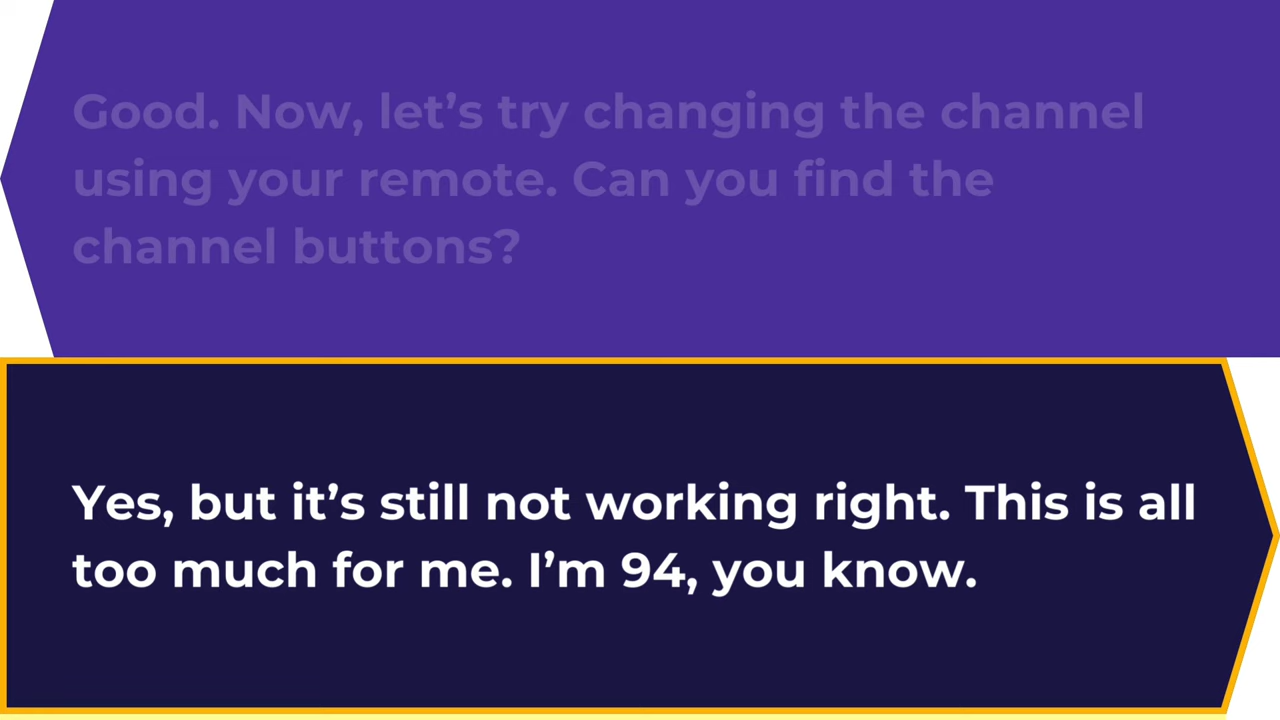 Good. Now, let’s try changing the channel
using your remote. Can you find the
channel buttons?
Yes, but it’s still not working right. This is all
too much for me. I’m 94, you know.